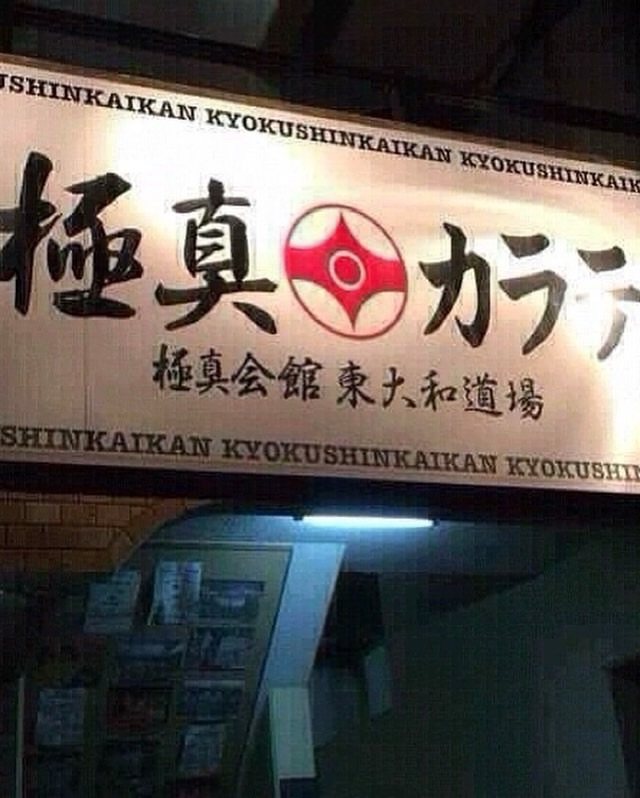 USHINKAIKAN KYOKUSHINKAIKAN KYOKUSHINKAIK
極真 カラテ
極真会館 東大和道場
SHINKAIKAN KYOKUSHINKAIKAN KYOKUSHIN